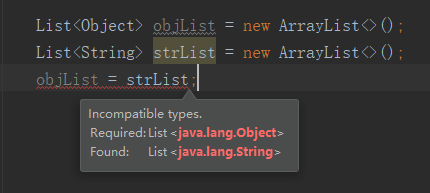 List<Object> objList = new ArrayList<>();
List<String> strList = new ArrayList<>();
objList = strList;
Incompatible types.
Required: List <java.lang.Object>
Found: List <java.lang.String>